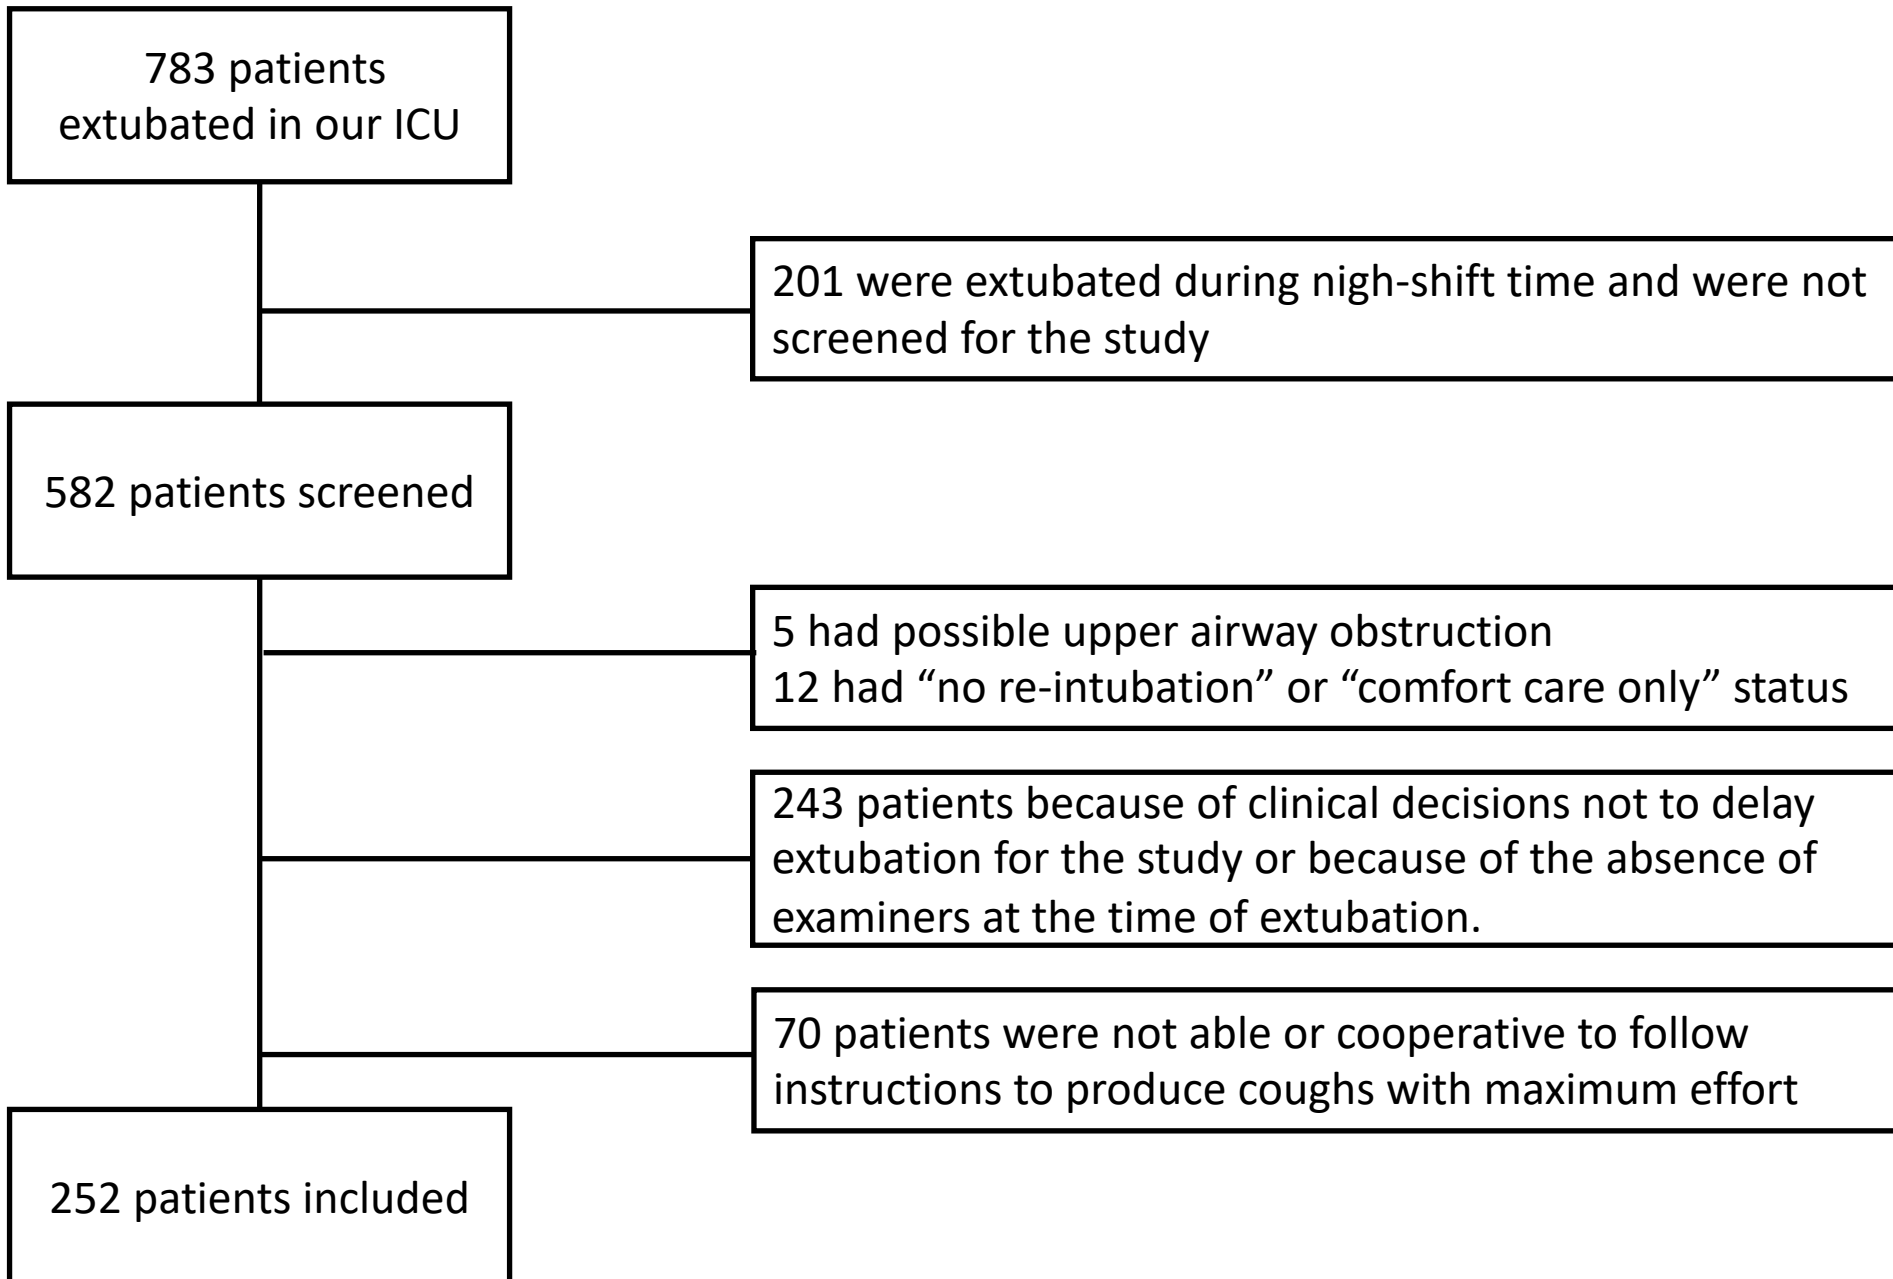 783 patients
extubated in our ICU
201 were extubated during nigh-shift time and were not
screened for the study
582 patients screened
5 had possible upper airway obstruction
12 had “no re-intubation” or “comfort care only” status
243 patients because of clinical decisions not to delay
extubation for the study or because of the absence of
examiners at the time of extubation.
70 patients were not able or cooperative to follow
instructions to produce coughs with maximum effort
252 patients included